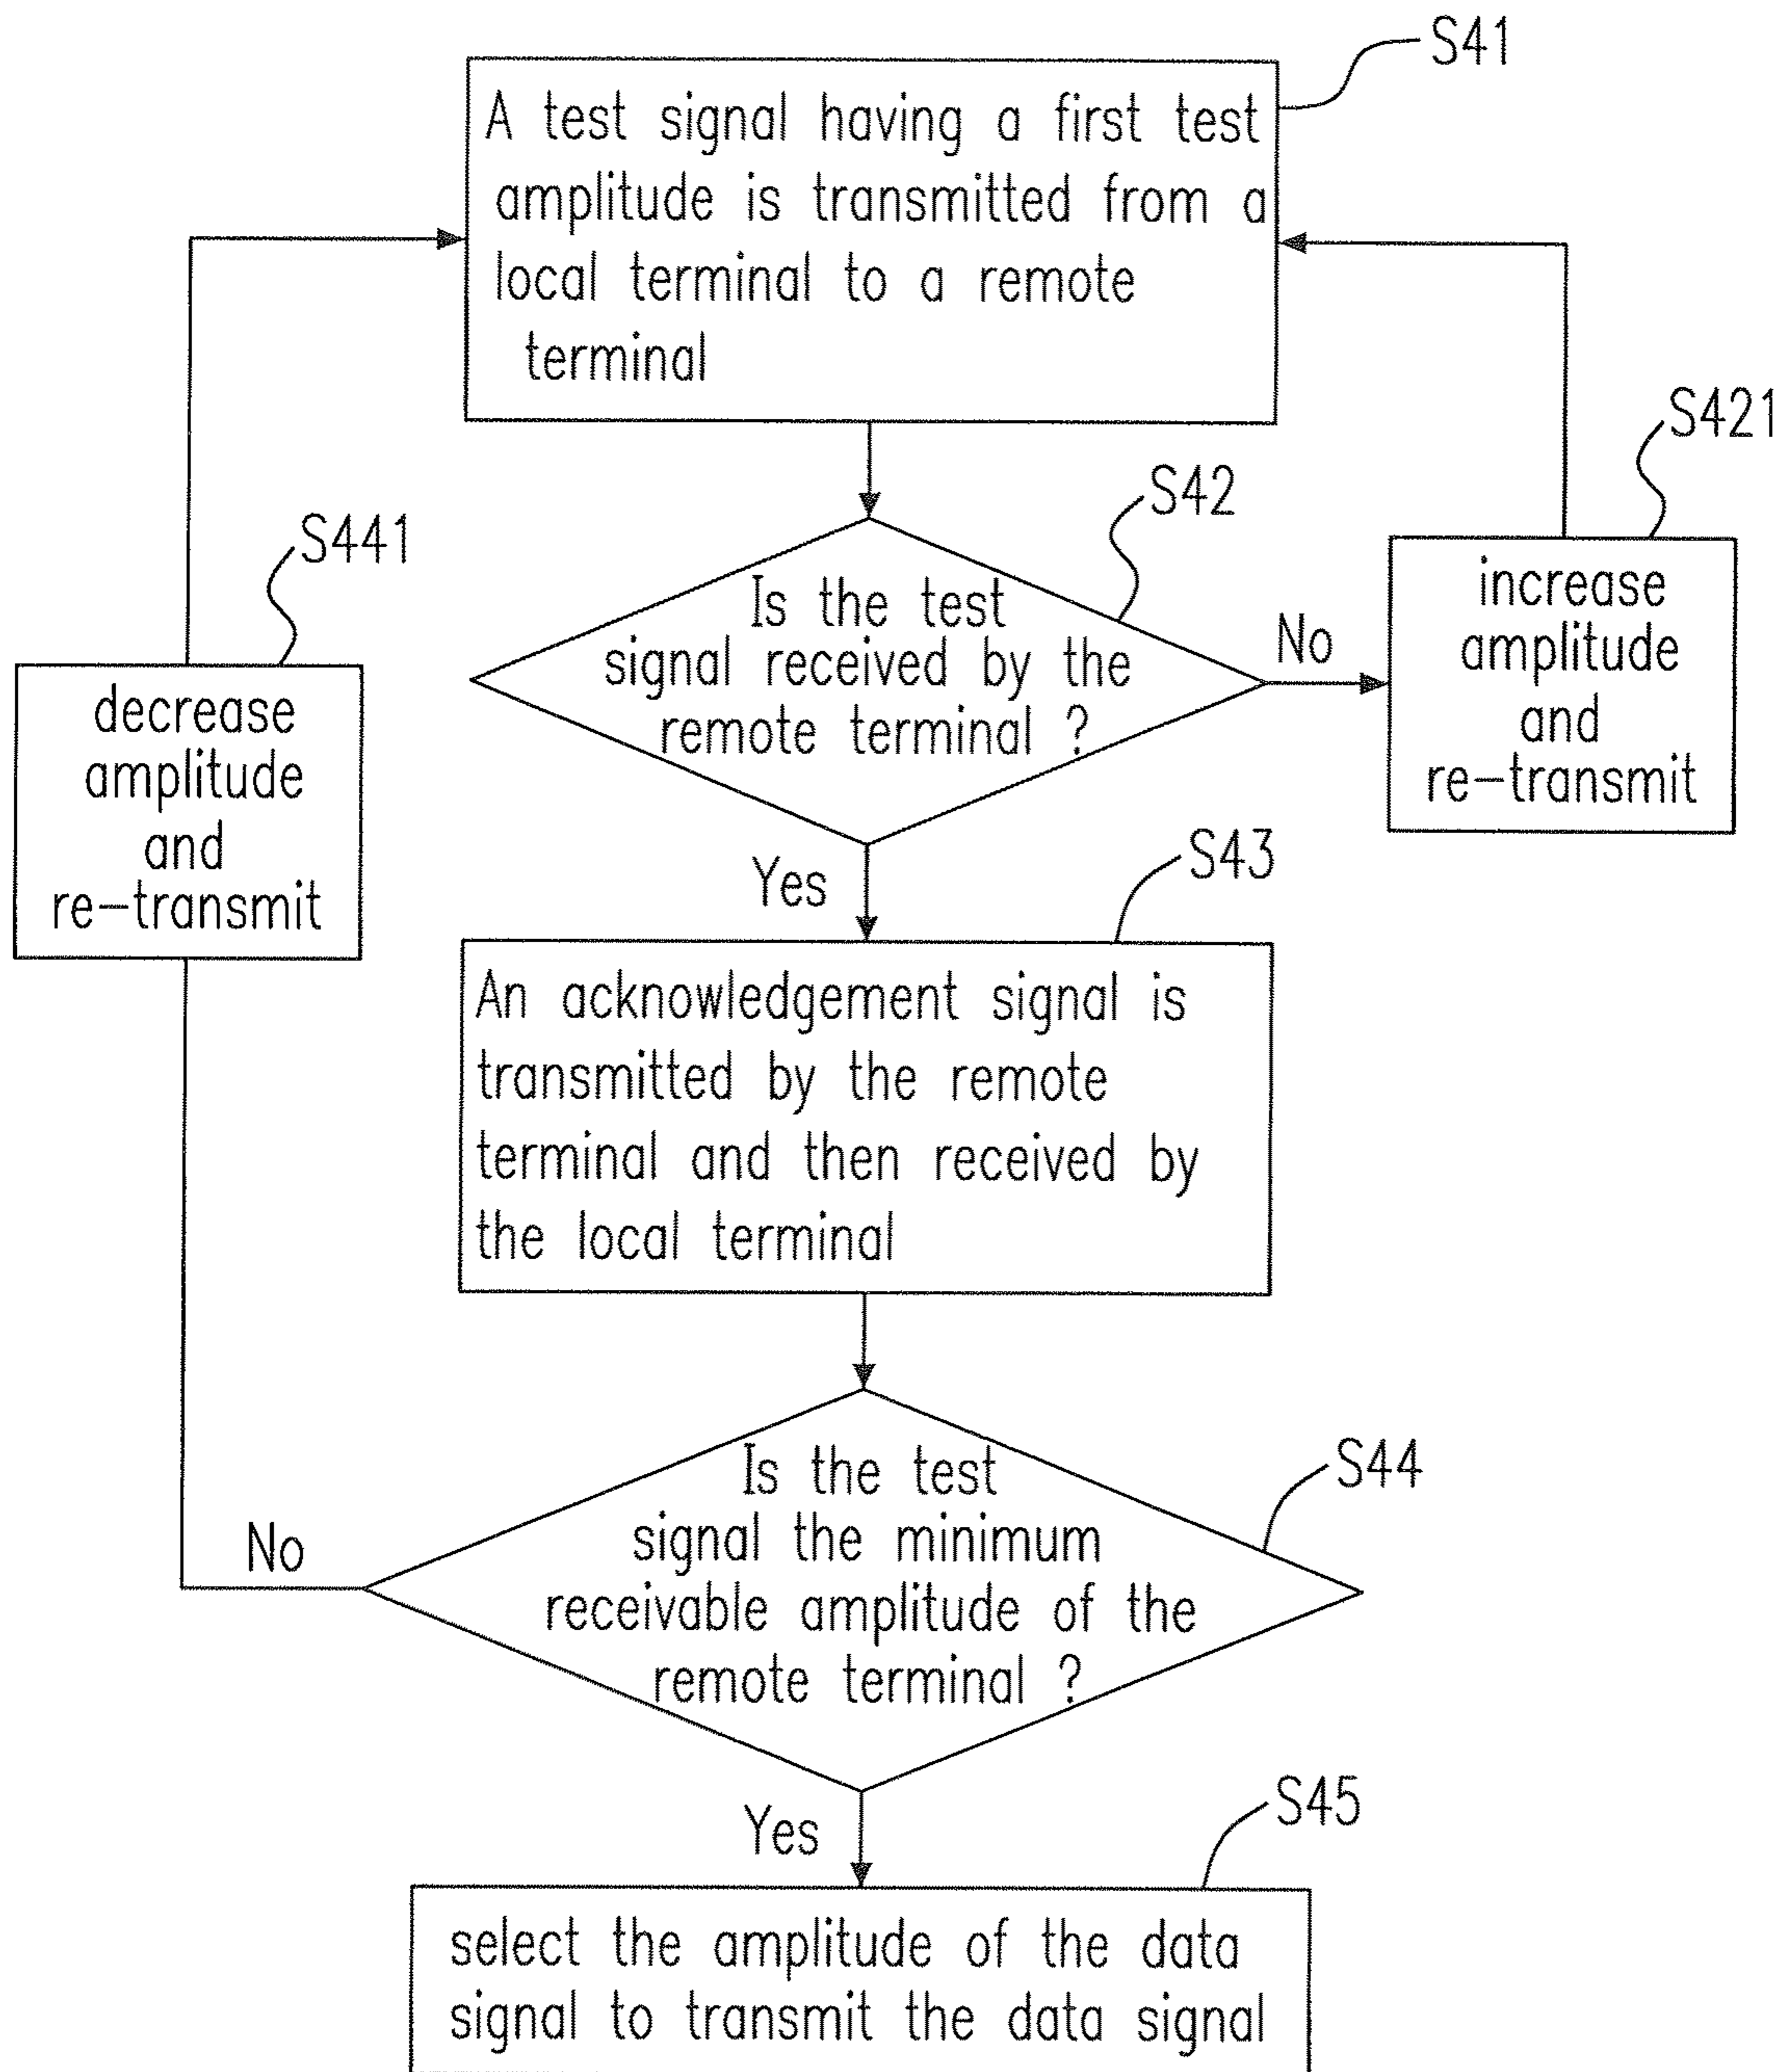 S41
A test signal having a first test
amplitude is transmitted from a
local terminal to a remote
terminal
S421
S42
S441
Is the test
signal received by the
remote terminal ?
No
increase
amplitude
and
re-transmit
decrease
amplitude
and
re-transmit
Yes
S43
An acknowledgement signal is
transmitted by the remote
terminal and then received by
the local terminal
S44
Is the test
signal the minimum
receivable amplitude of the
remote terminal ?
No
Yes
S45
select the amplitude of the data
signal to transmit the data signal